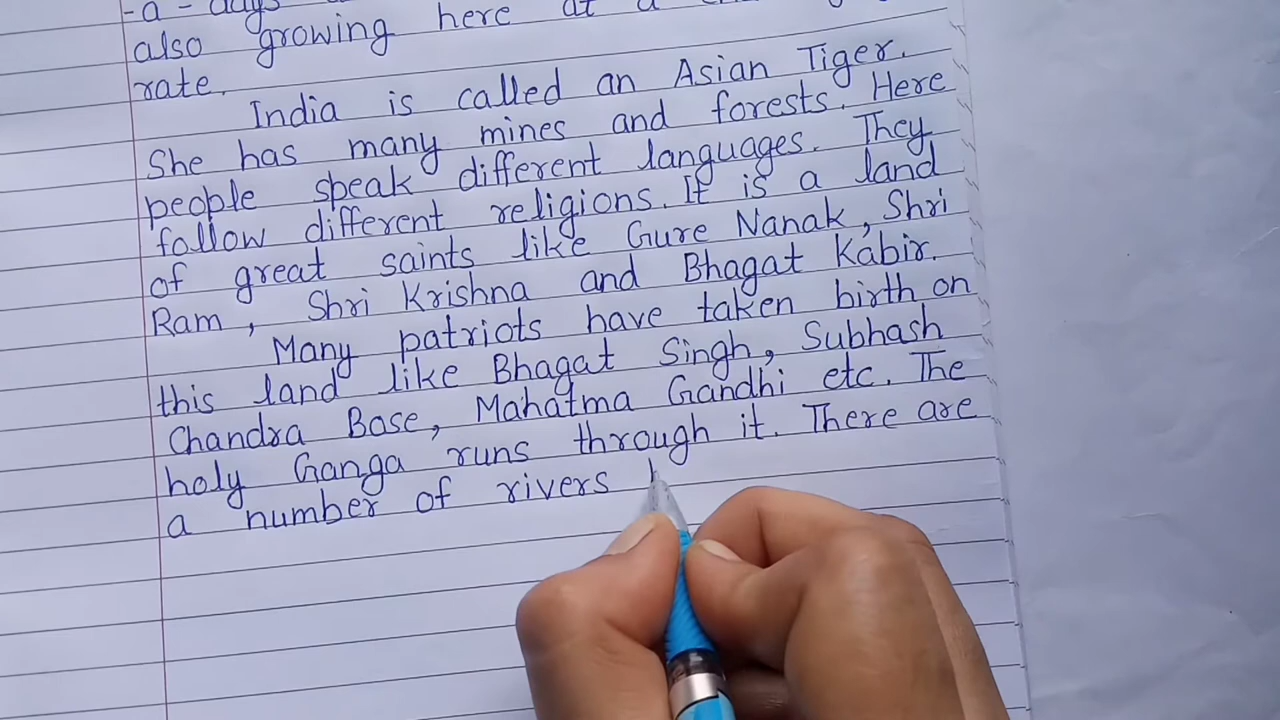 -a-days
also growing here at a
rate.
India is called an Asian Tiger.
She has many mines and forests. Here
people speak different languages. They
follow different religions. It is a land
of great saints like Gure Nanak, Shri
Ram, Shri Krishna and Bhagat Kabir.
Many patriots have taken birth on
this land like Bhagat Singh, Subhash
Chandra Base, Mahatma Gandhi etc. The
holy Ganga runs through it. There are
a number of rivers